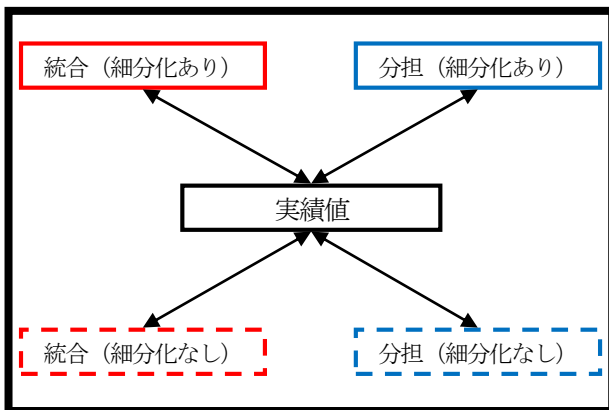 統合（細分化あり）
分担（細分化あり）
実績値
統合（細分化なし）
分担（細分化なし）